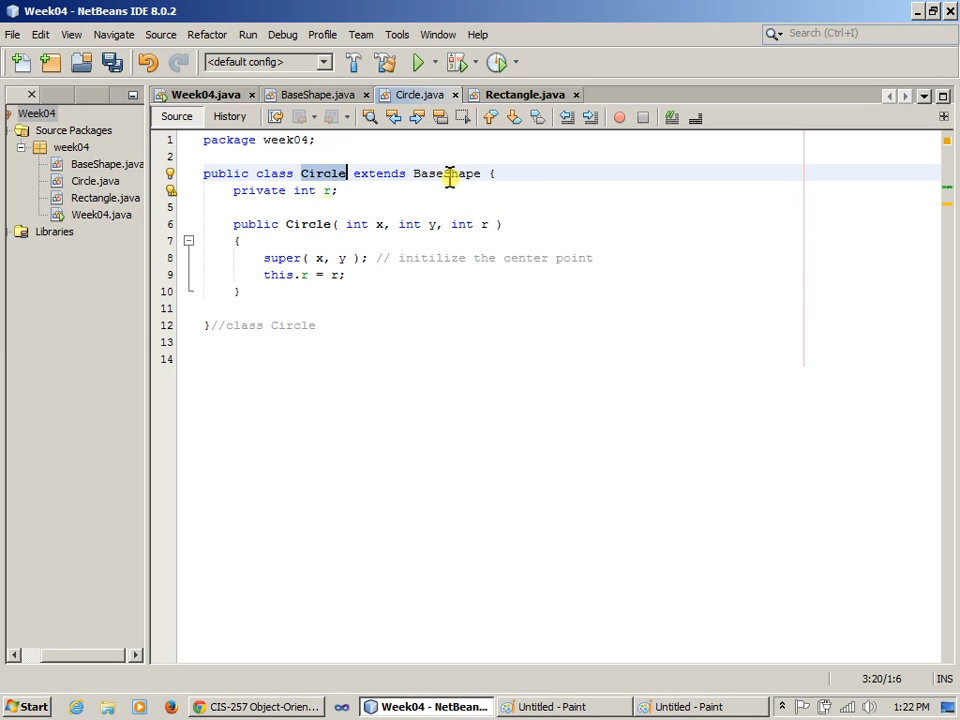 Week04 - NetBeans IDE 8.0.2
File Edit View Navigate Source Refactor Run Debug Profile Team Tools Window Help
Search (Ctrl+I)
<default config>
Week04.java BaseShape.java Circle.java Rectangle.java
Source History
Week04
Source Packages
week04
BaseShape.java
Circle.java
Rectangle.java
Week04.java
Libraries
1 package week04;
2
3 public class Circle extends BaseShape {
4 private int r;
5
6 public Circle( int x, int y, int r )
7 {
8 super( x, y ); // initilize the center point
9 this.r = r;
10 }
11
12 }//class Circle
13
14
3:20/1:6 INS
Start CIS-257 Object-Orien... Week04 - NetBean... Untitled - Paint Untitled - Paint 1:22 PM